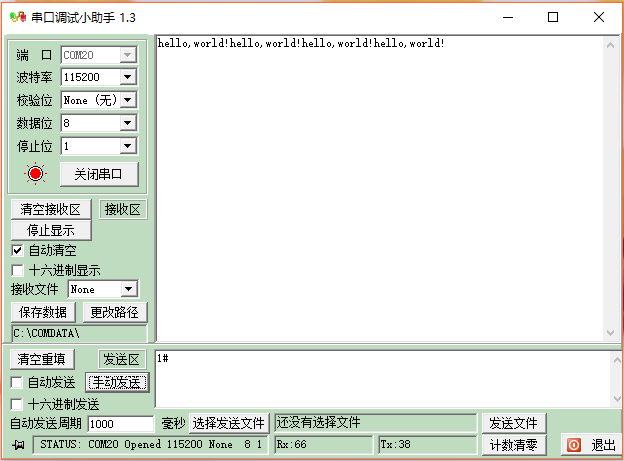 串口调试小助手 1.3
hello,world!hello,world!hello,world!hello,world!
端 口 COM20
波特率 115200
校验位 None (无)
数据位 8
停止位 1
关闭串口
清空接收区 接收区
停止显示
自动清空
十六进制显示
接收文件 None
保存数据 更改路径
C:\COMDATA\
清空重填 发送区
1#
自动发送 手动发送
十六进制发送
自动发送周期 1000 毫秒 选择发送文件 还没有选择文件 发送文件
STATUS: COM20 Opened 115200 None 8 1 Rx:66 Tx:38 计数清零 退出